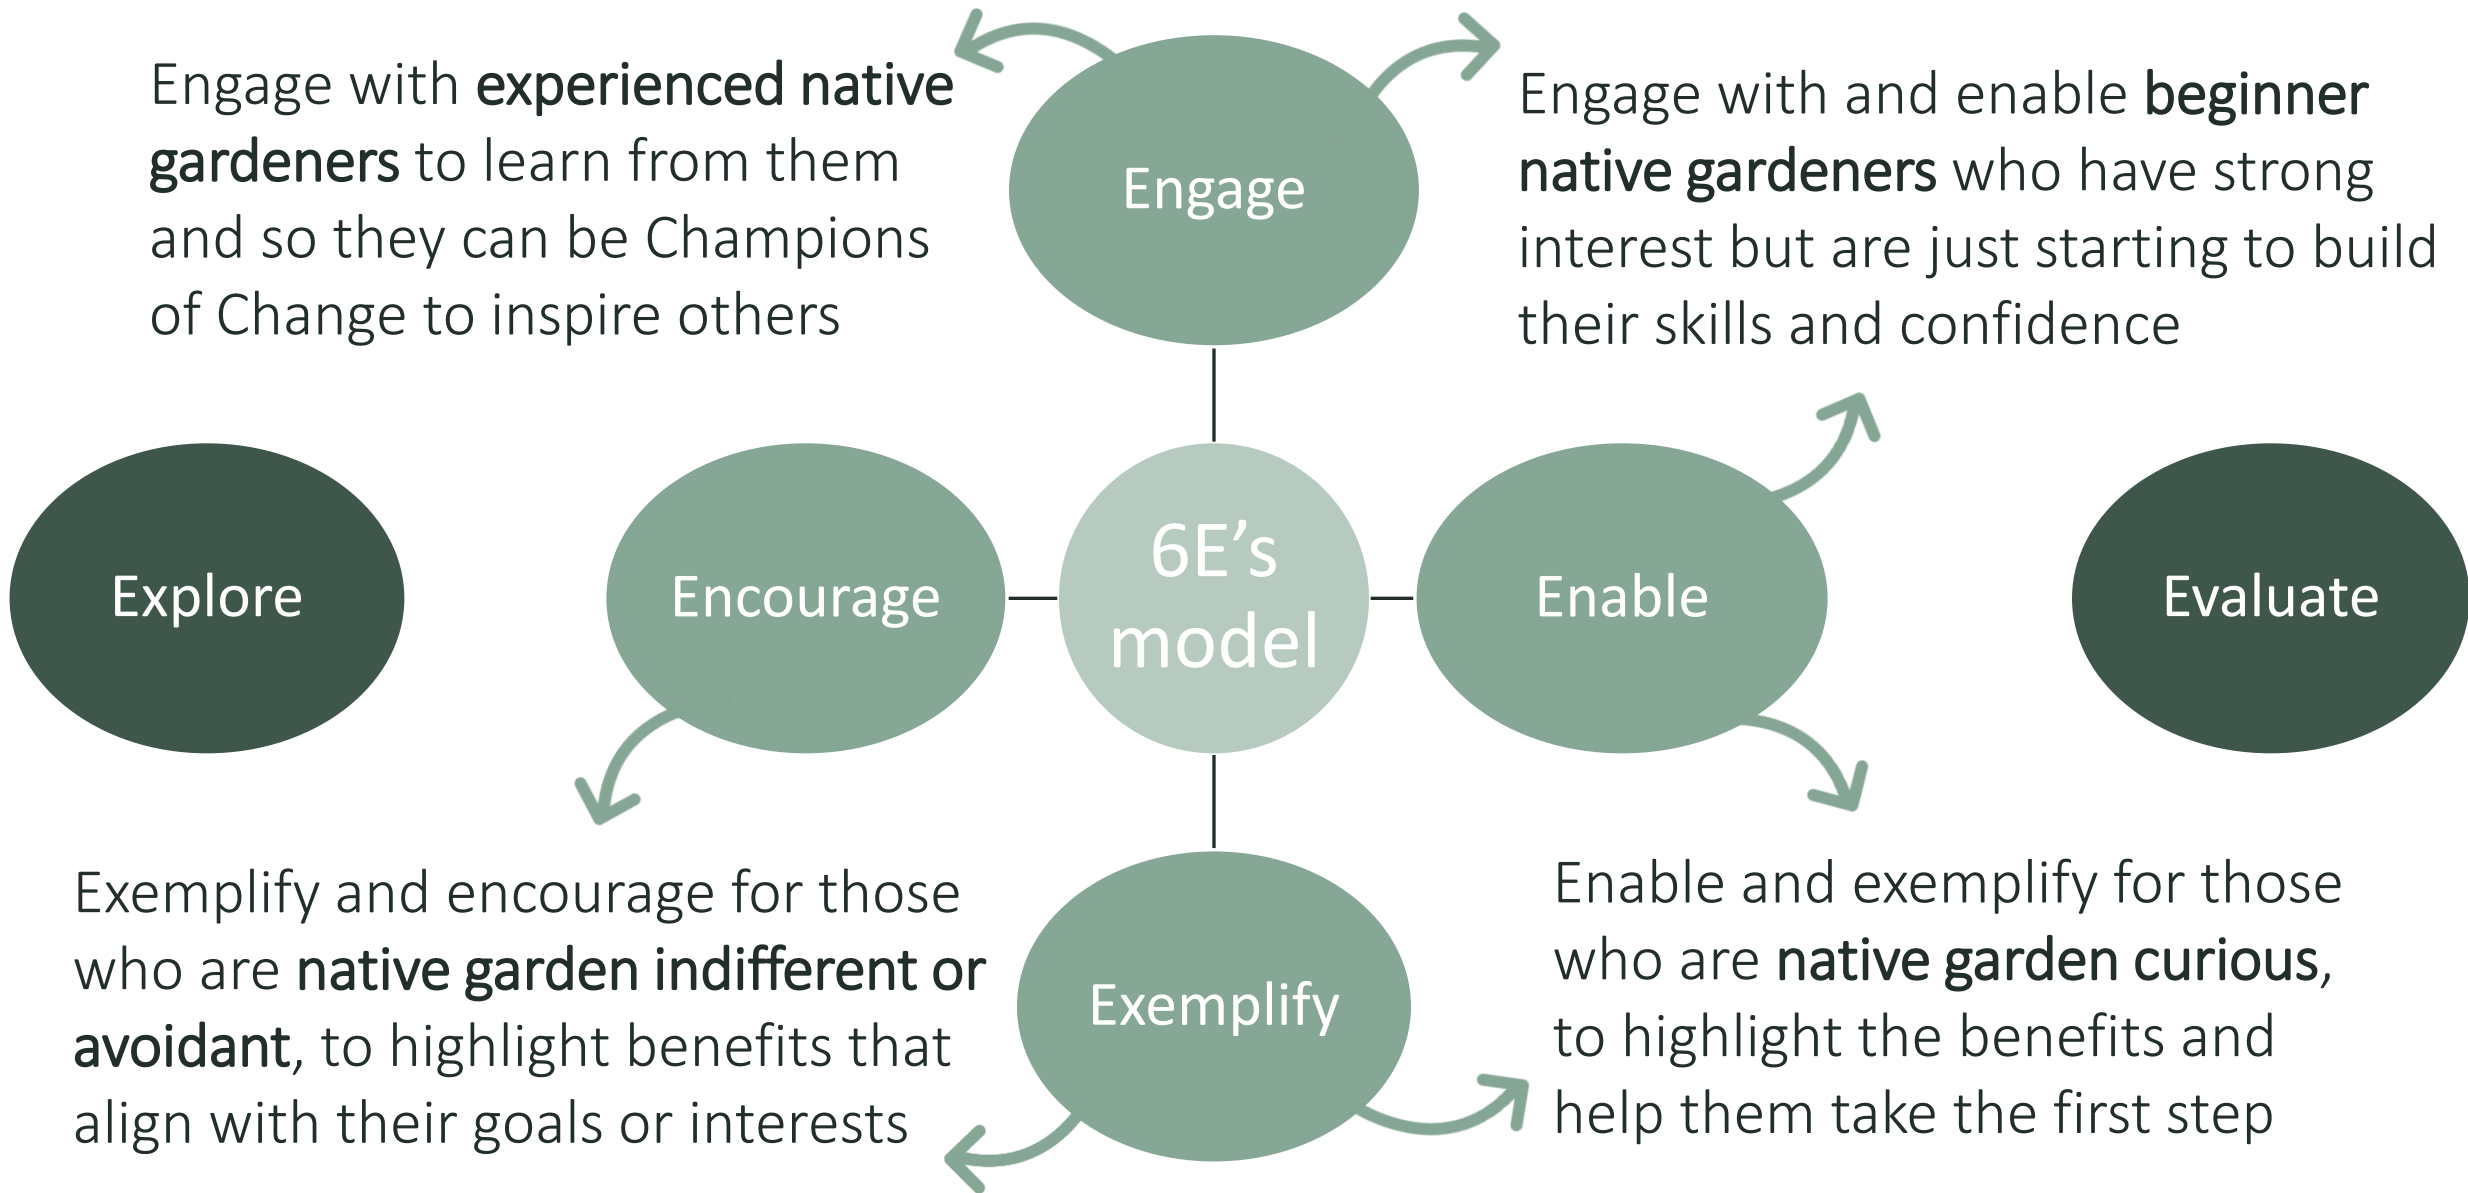 Engage with experienced native
gardeners to learn from them
and so they can be Champions
of Change to inspire others
Engage
Engage with and enable beginner
native gardeners who have strong
interest but are just starting to build
their skills and confidence
Explore
Encourage
6E’s
model
Enable
Evaluate
Exemplify and encourage for those
who are native garden indifferent or
avoidant, to highlight benefits that
align with their goals or interests
Exemplify
Enable and exemplify for those
who are native garden curious,
to highlight the benefits and
help them take the first step